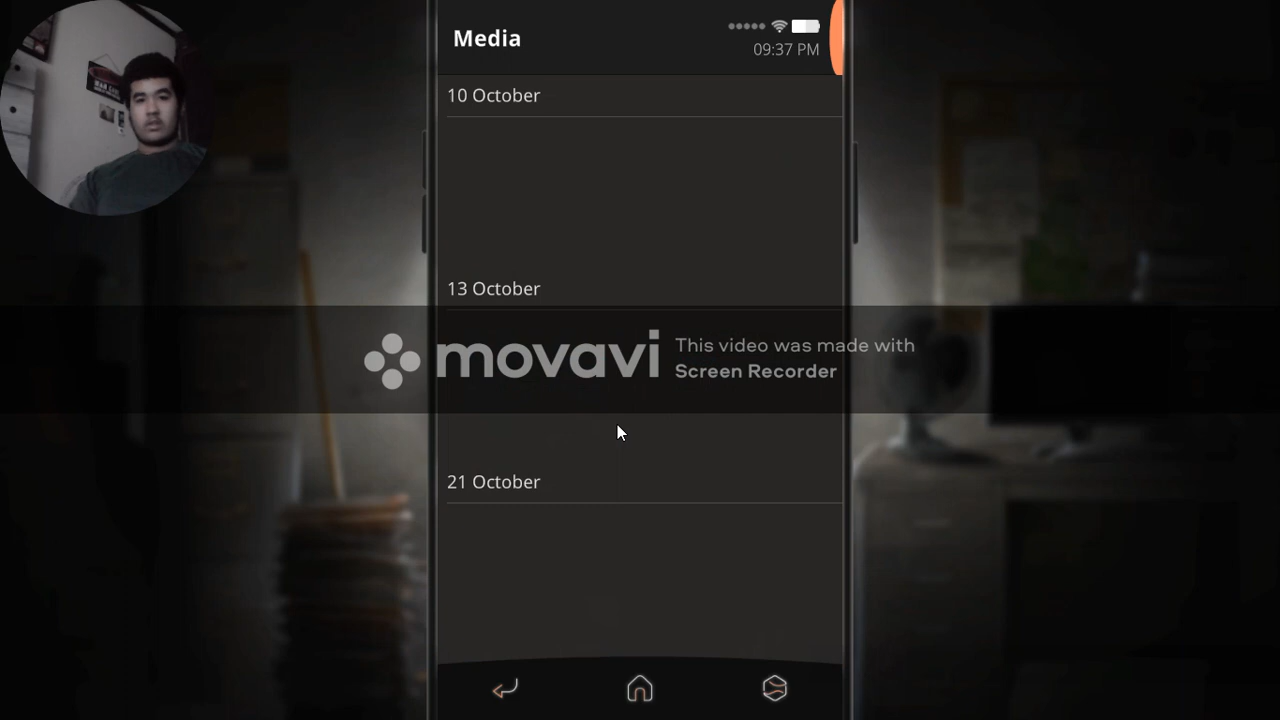 Media
09:37 PM
10 October
13 October
movavi
This video was made with
Screen Recorder
21 October